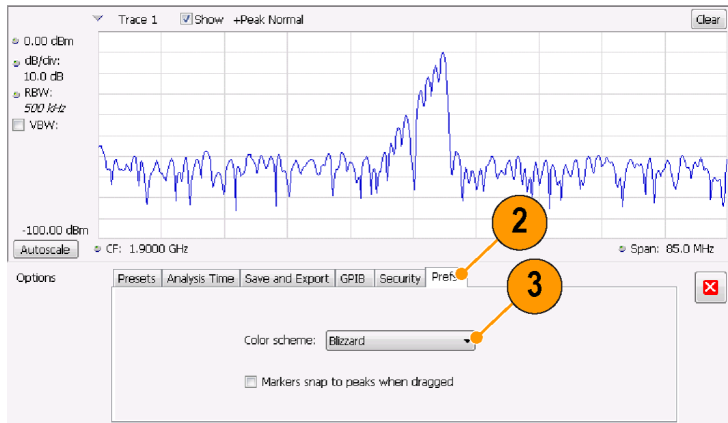 Trace 1 Show +Peak Normal Clear
0.00 dBm
dB/div:
10.0 dB
RBW:
500 kHz
VBW:
-100.00 dBm
Autoscale CF: 1.9000 GHz Span: 85.0 MHz
2
Options Presets Analysis Time Save and Export GPIB Security Prefs
3
Color scheme: Blizzard
Markers snap to peaks when dragged